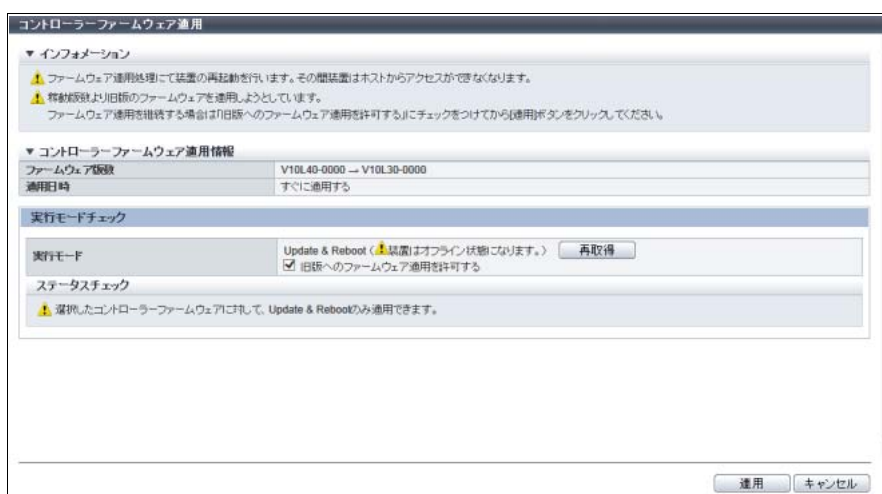 コントローラーファームウェア適用
▼ インフォメーション
ファームウェア適用処理にて装置の再起動を行います。その間装置はホストからアクセスができなくなります。
稼働版数より旧版のファームウェアを適用しようとしています。
ファームウェア適用を継続する場合は「旧版へのファームウェア適用を許可する」にチェックをつけてから[適用]ボタンをクリックしてください。
▼ コントローラーファームウェア適用情報
ファームウェア版数 V10L40-0000 → V10L30-0000
適用日時 すぐに適用する
実行モードチェック
実行モード Update & Reboot (装置はオフライン状態になります。) 再取得
旧版へのファームウェア適用を許可する
ステータスチェック
選択したコントローラーファームウェアに対して、Update & Rebootのみ適用できます。
適用 キャンセル